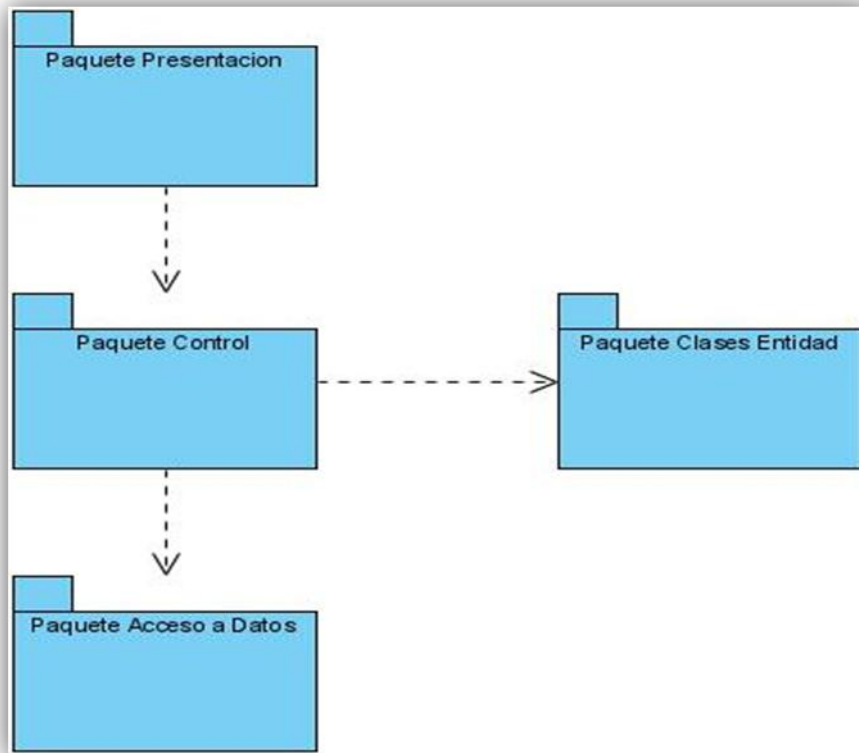 Paquete Presentacion
Paquete Control
Paquete Clases Entidad
Paquete Acceso a Datos